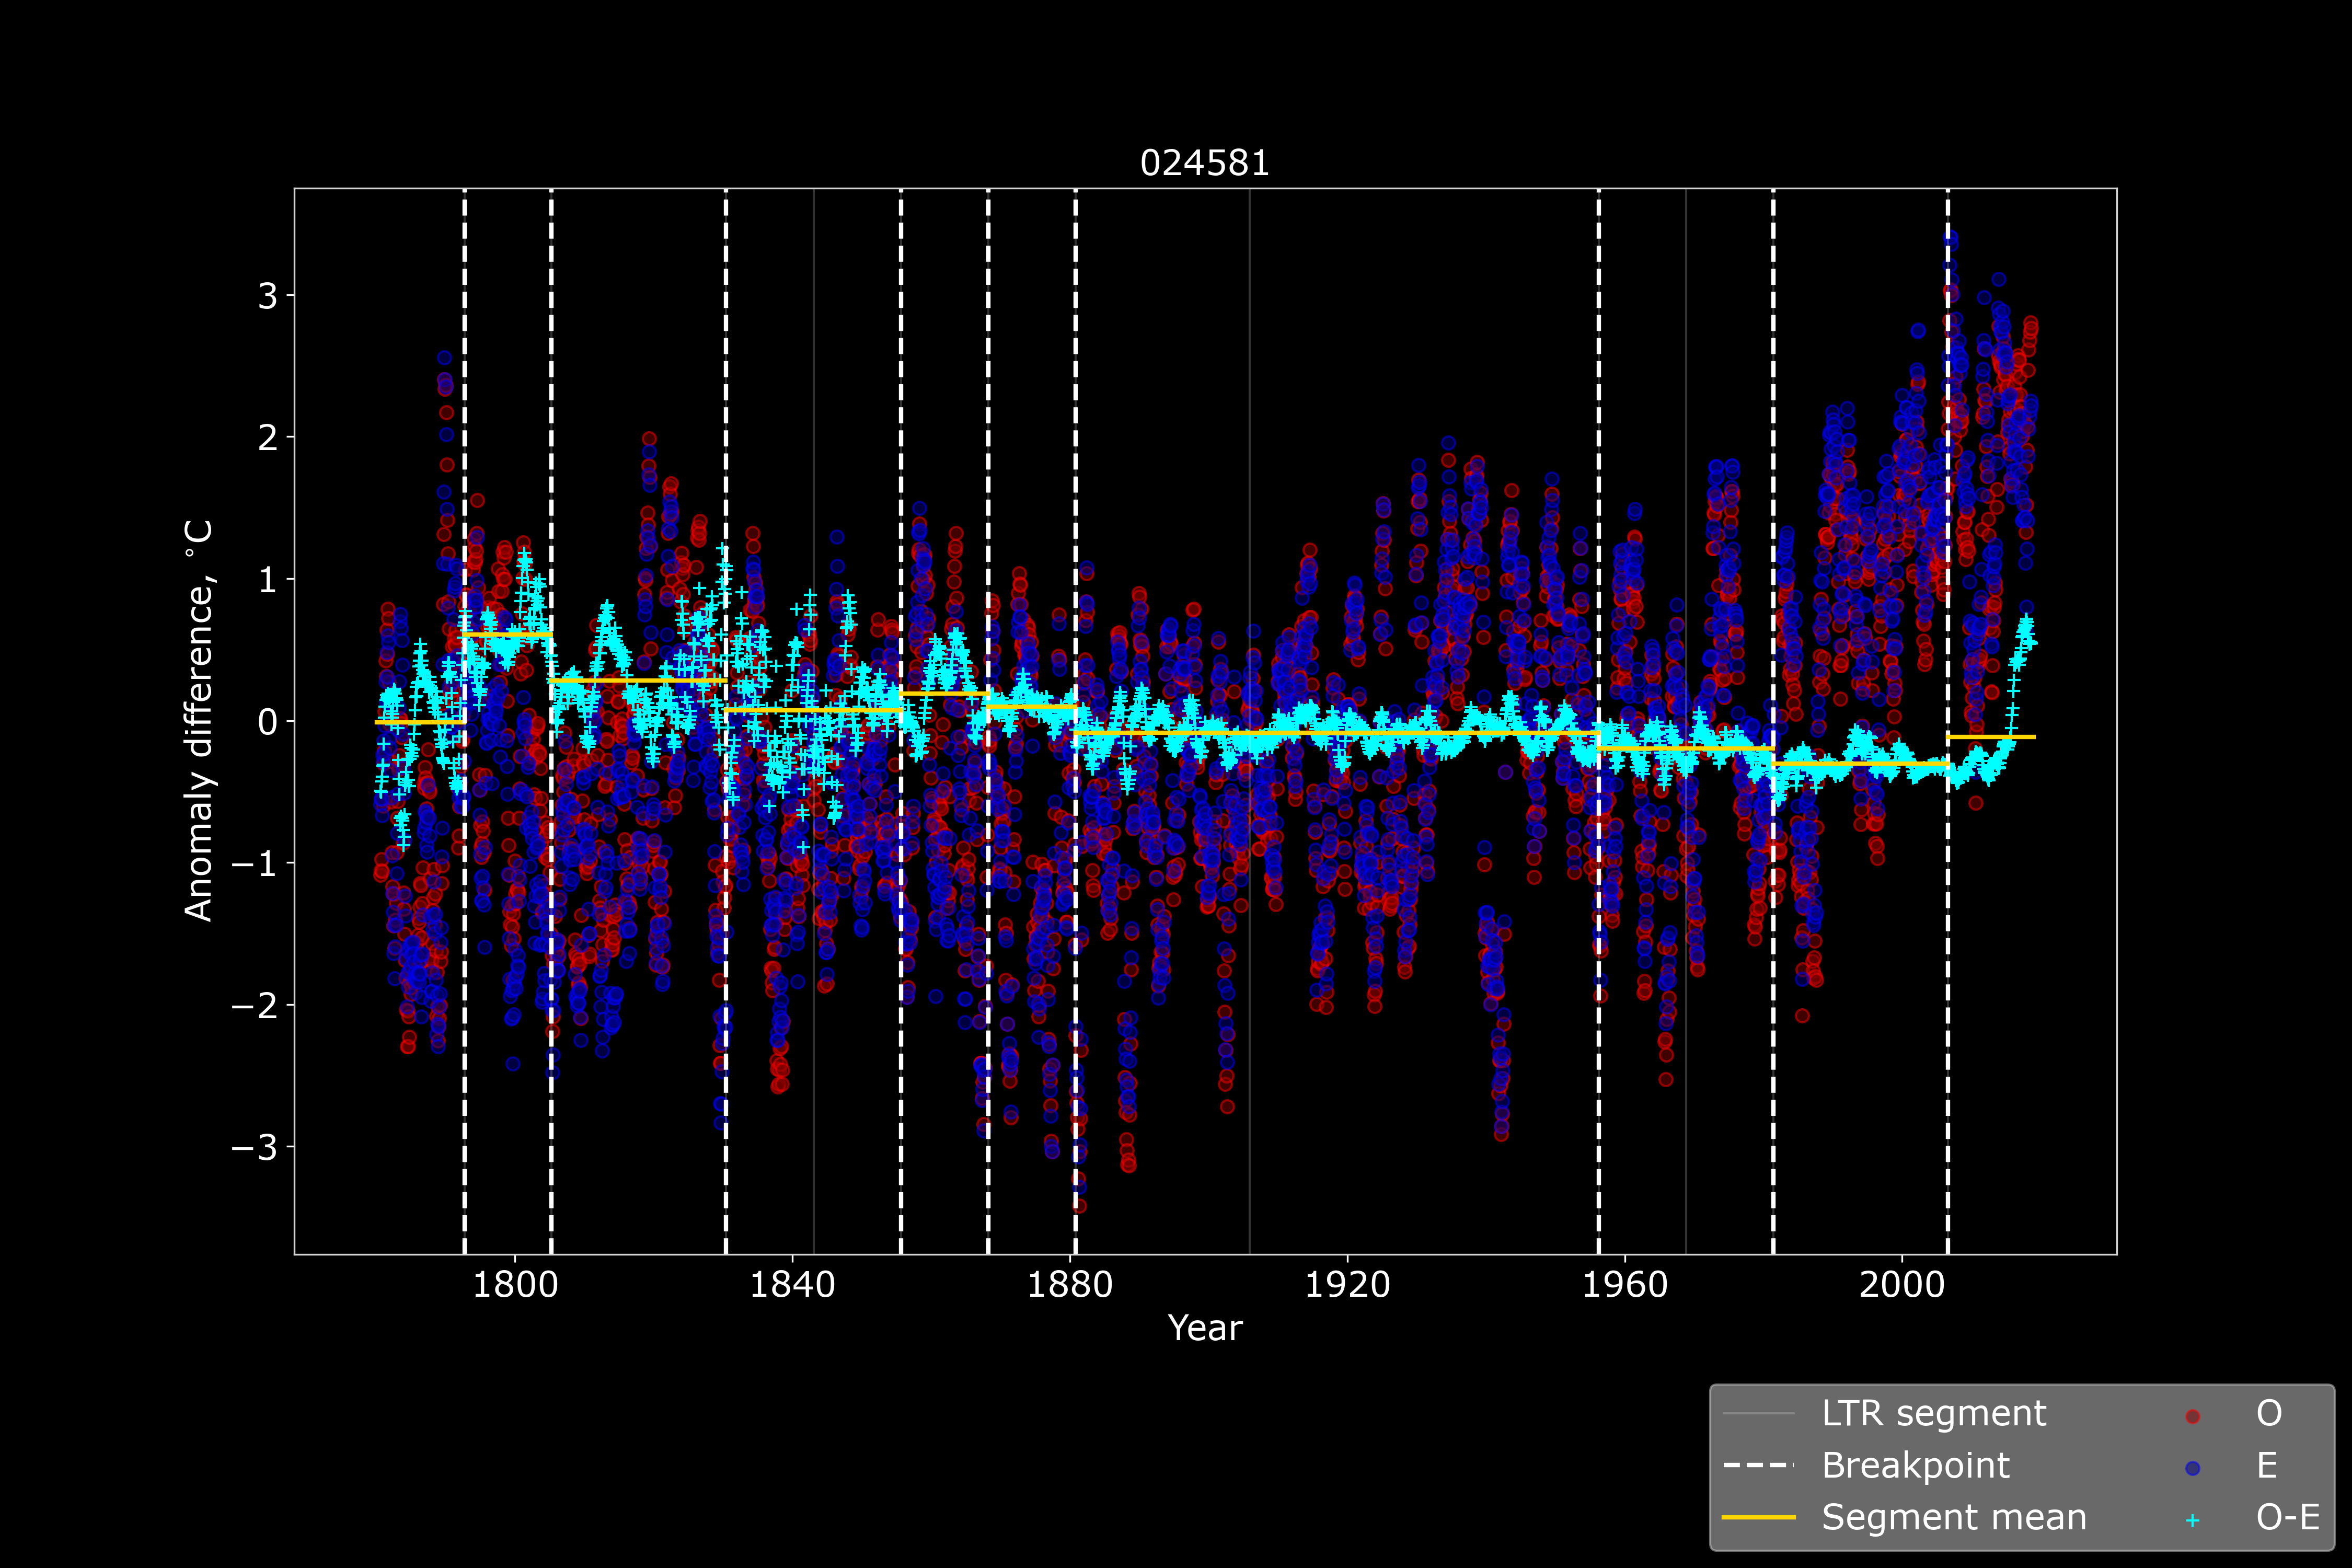 024581
Anomaly difference, °C
3
2
1
0
−1
−2
−3
1800 1840 1880 1920 1960 2000
Year
LTR segment O
Breakpoint E
Segment mean O-E